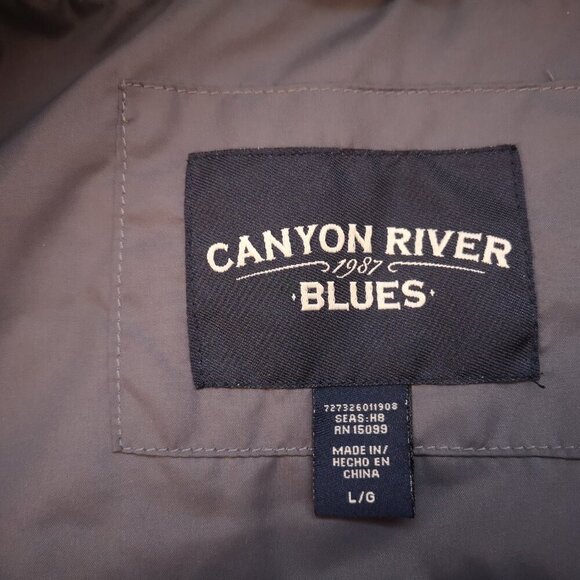 CANYON RIVER
1987
·BLUES·
727326011908
SEAS:H8
RN 15099
MADE IN/
HECHO EN
CHINA
L/G